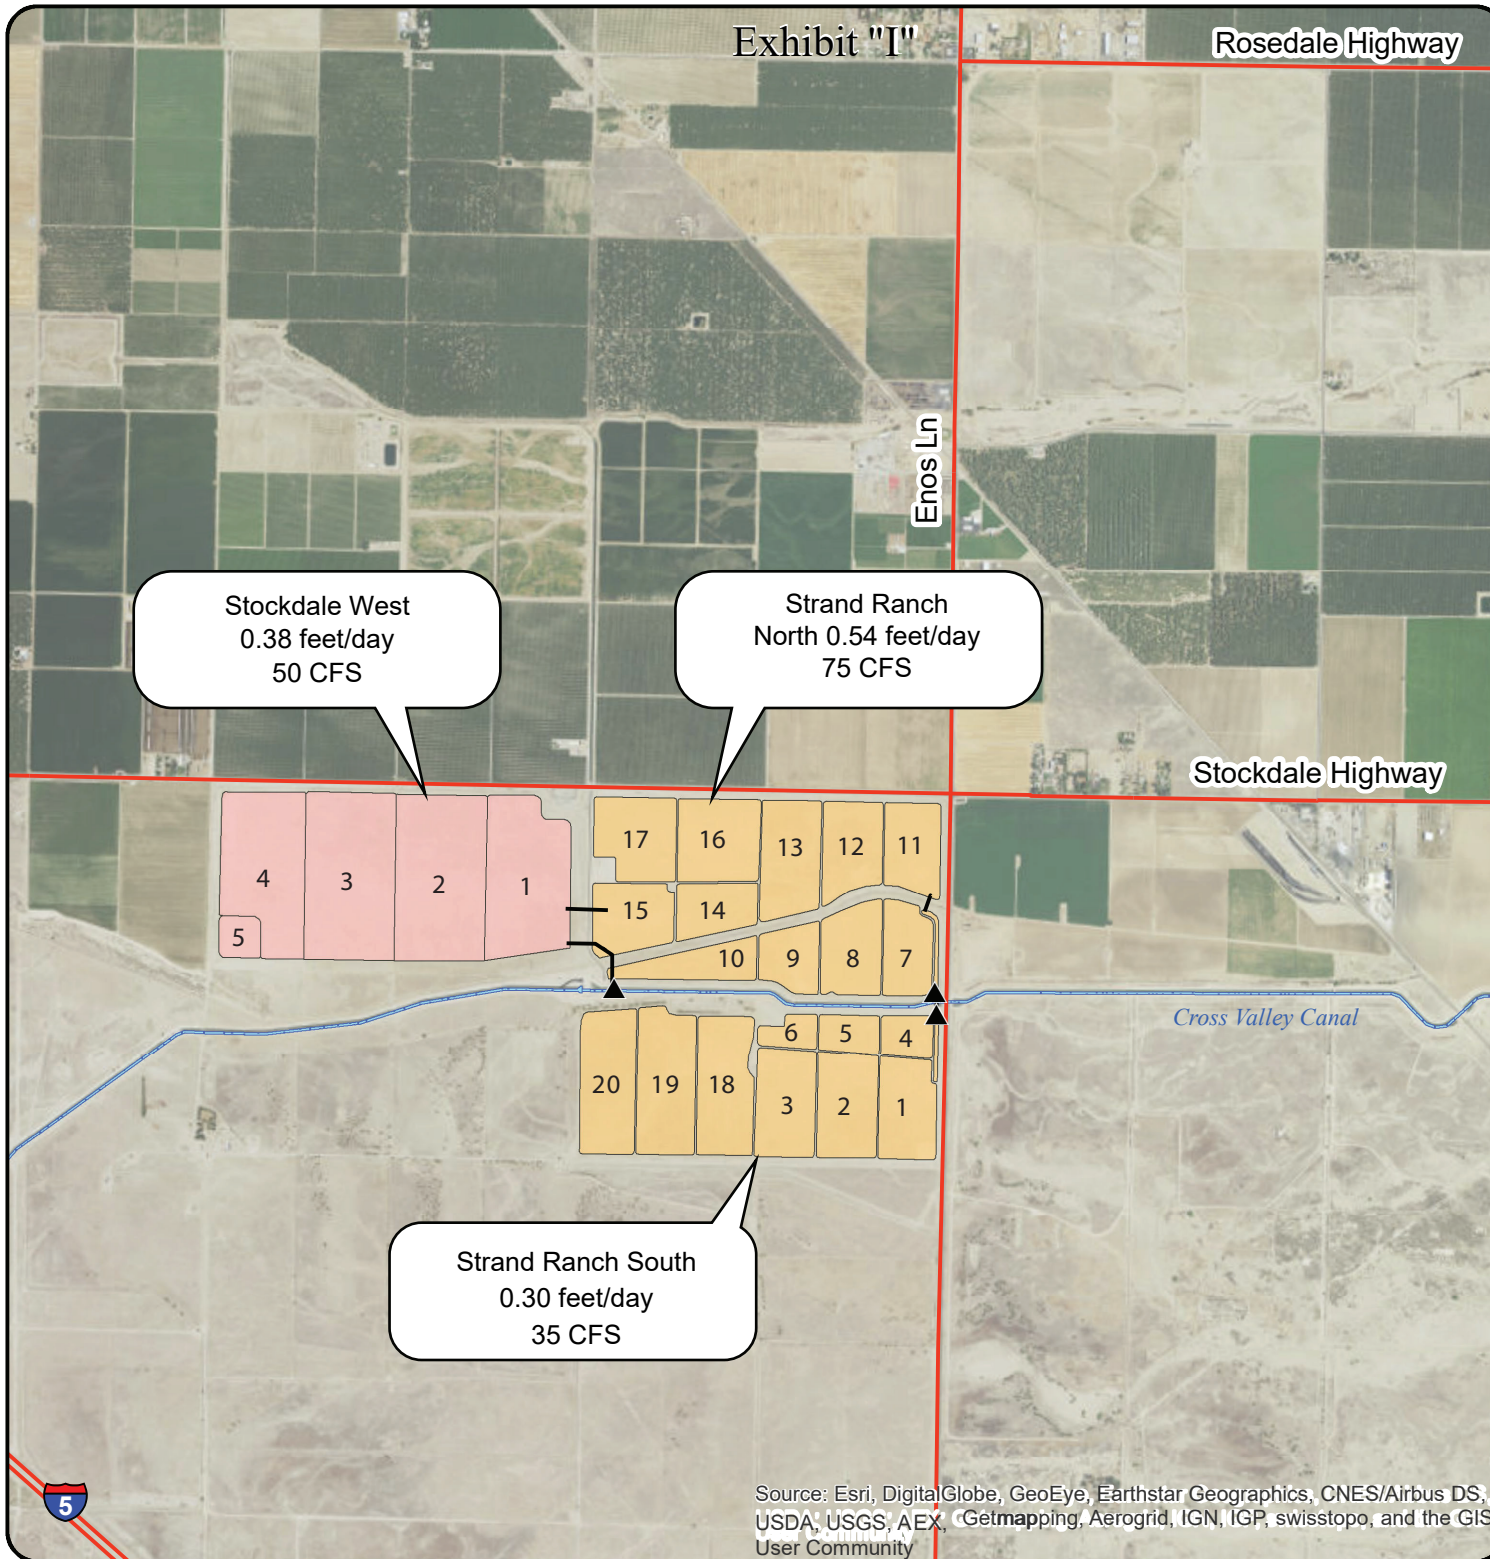 Exhibit "I"
Rosedale Highway
Enos Ln
Stockdale West
0.38 feet/day
50 CFS
Strand Ranch
North 0.54 feet/day
75 CFS
Stockdale Highway
17
16
13
12
11
4
3
2
1
15
14
5
10
9
8
7
Cross Valley Canal
6
5
4
20
19
18
3
2
1
Strand Ranch South
0.30 feet/day
35 CFS
5
Source: Esri, DigitalGlobe, GeoEye, Earthstar Geographics, CNES/Airbus DS,
USDA, USGS, AEX, Getmapping, Aerogrid, IGN, IGP, swisstopo, and the GIS
User Community